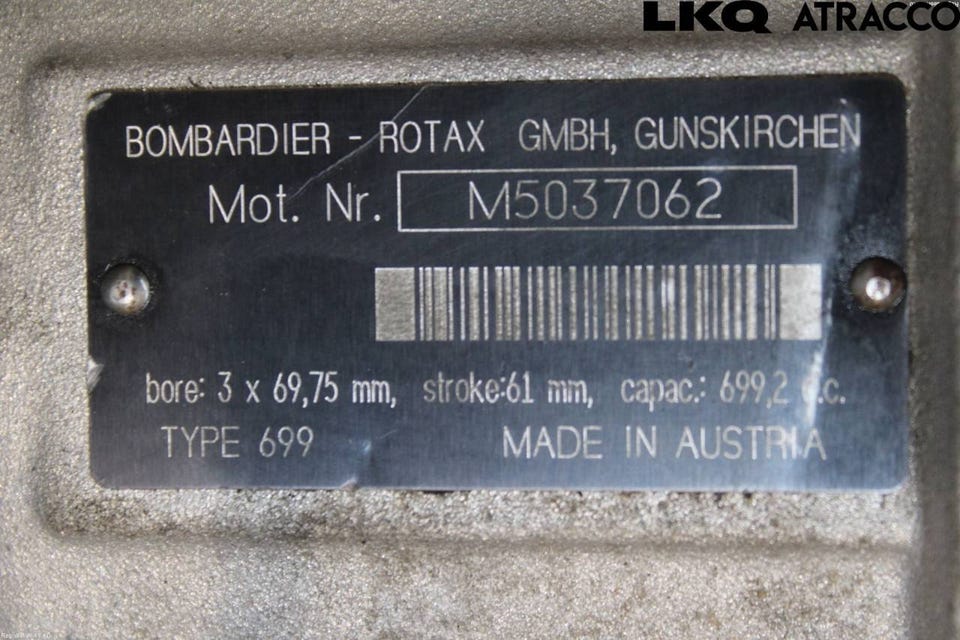 LKQ ATRACCO
BOMBARDIER - ROTAX GMBH, GUNSKIRCHEN
Mot. Nr. M5037062
bore: 3 x 69,75 mm, stroke:61 mm, capac.: 699,2 c.c.
TYPE 699 MADE IN AUSTRIA